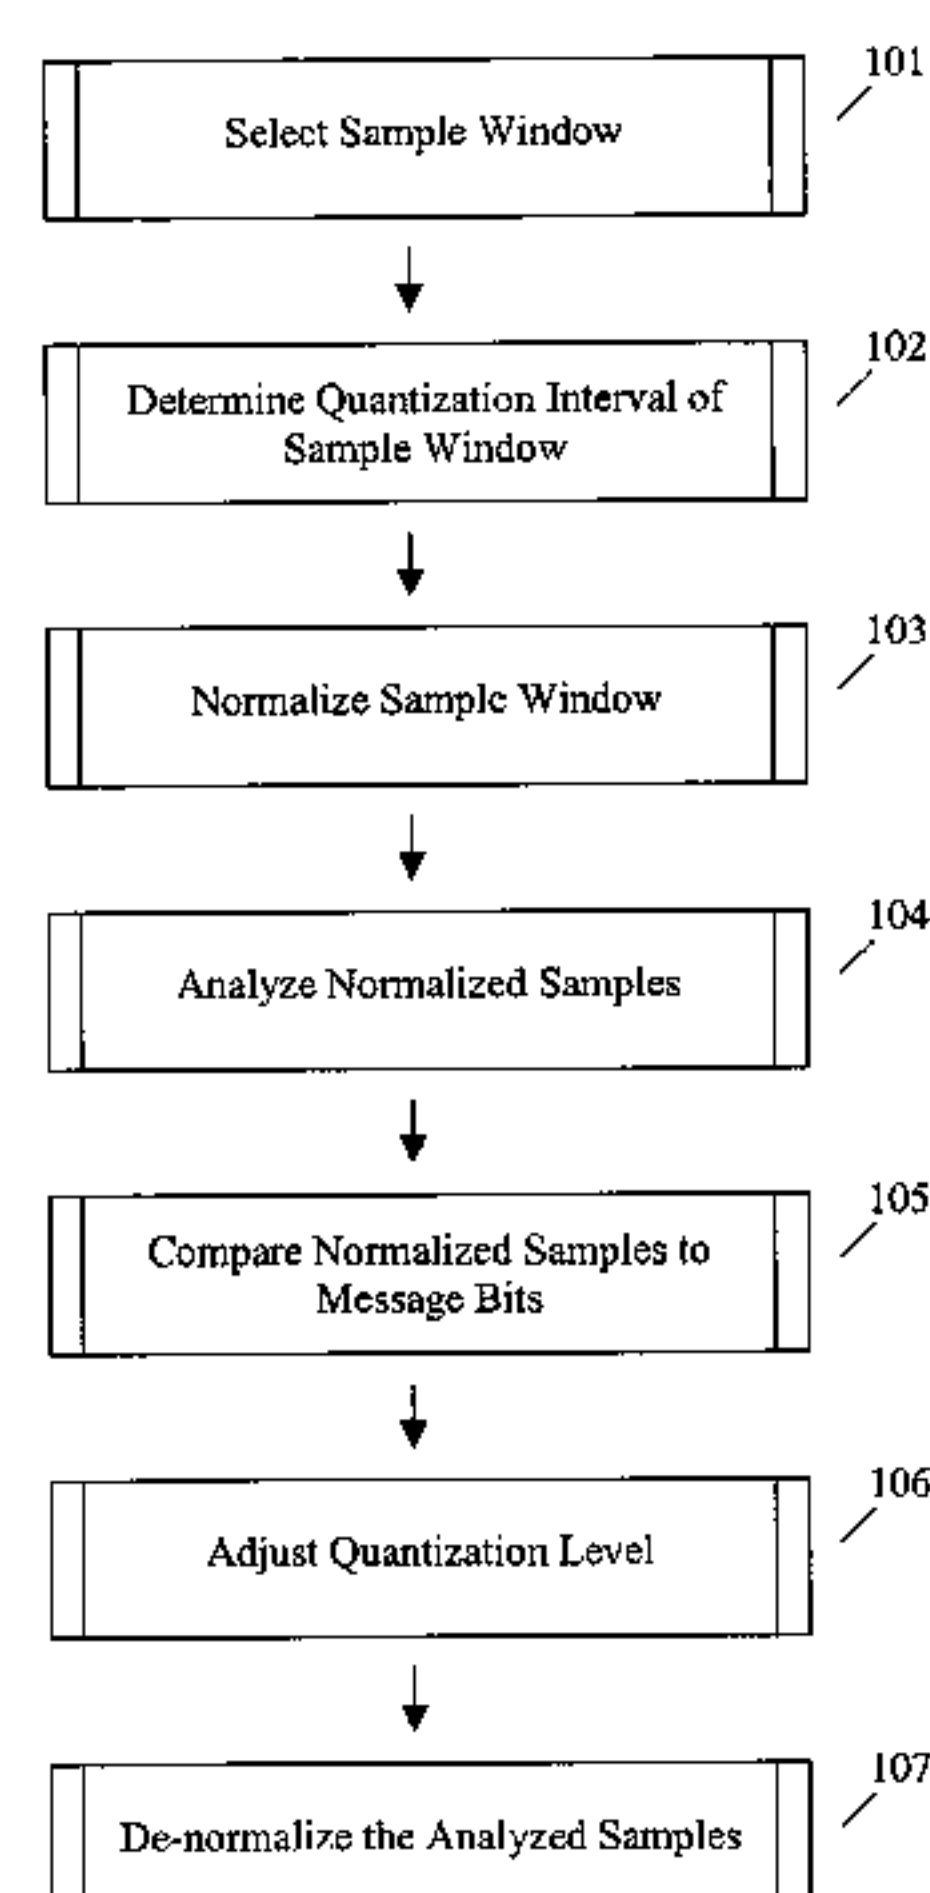 101
Select Sample Window
102
Determine Quantization Interval of
Sample Window
103
Normalize Sample Window
104
Analyze Normalized Samples
105
Compare Normalized Samples to
Message Bits
106
Adjust Quantization Level
107
De-normalize the Analyzed Samples